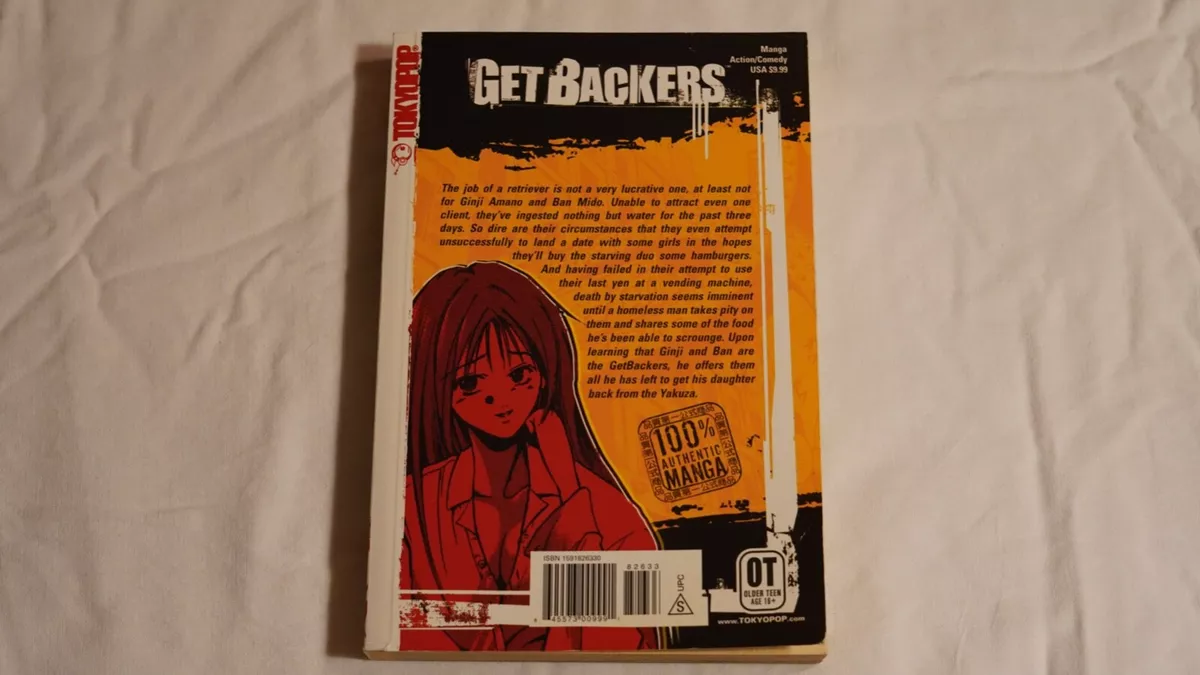 TOKYOPOP
Manga
Action/Comedy
USA $9.99
GETBACKERS
The job of a retriever is not a very lucrative one, at least not
for Ginji Amano and Ban Mido. Unable to attract even one
client, they've ingested nothing but water for the past three
days. So dire are their circumstances that they even attempt
unsuccessfully to land a date with some girls in the hopes
they'll buy the starving duo some hamburgers.
And having failed in their attempt to use
their last yen at a vending machine,
death by starvation seems imminent
until a homeless man takes pity on
them and shares some of the food
he's been able to scrounge. Upon
learning that Ginji and Ban are
the GetBackers, he offers them
all he has left to get his daughter
back from the Yakuza.
100%
AUTHENTIC
MANGA
ISBN 1591826330
82633
45573 00999
S
UPC
OT
OLDER TEEN
AGE 16+
www.TOKYOPOP.com